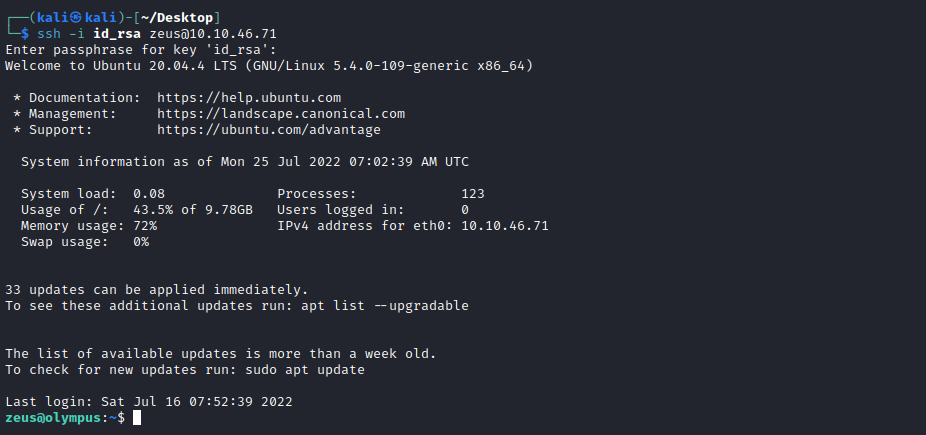 ┌──(kali㉿kali)-[~/Desktop]
└─$ ssh -i id_rsa zeus@10.10.46.71
Enter passphrase for key 'id_rsa':
Welcome to Ubuntu 20.04.4 LTS (GNU/Linux 5.4.0-109-generic x86_64)
* Documentation:  https://help.ubuntu.com
* Management:     https://landscape.canonical.com
* Support:        https://ubuntu.com/advantage
System information as of Mon 25 Jul 2022 07:02:39 AM UTC
System load:  0.08              Processes:             123
Usage of /:   43.5% of 9.78GB   Users logged in:       0
Memory usage: 72%               IPv4 address for eth0: 10.10.46.71
Swap usage:   0%
33 updates can be applied immediately.
To see these additional updates run: apt list --upgradable
The list of available updates is more than a week old.
To check for new updates run: sudo apt update
Last login: Sat Jul 16 07:52:39 2022
zeus@olympus:~$